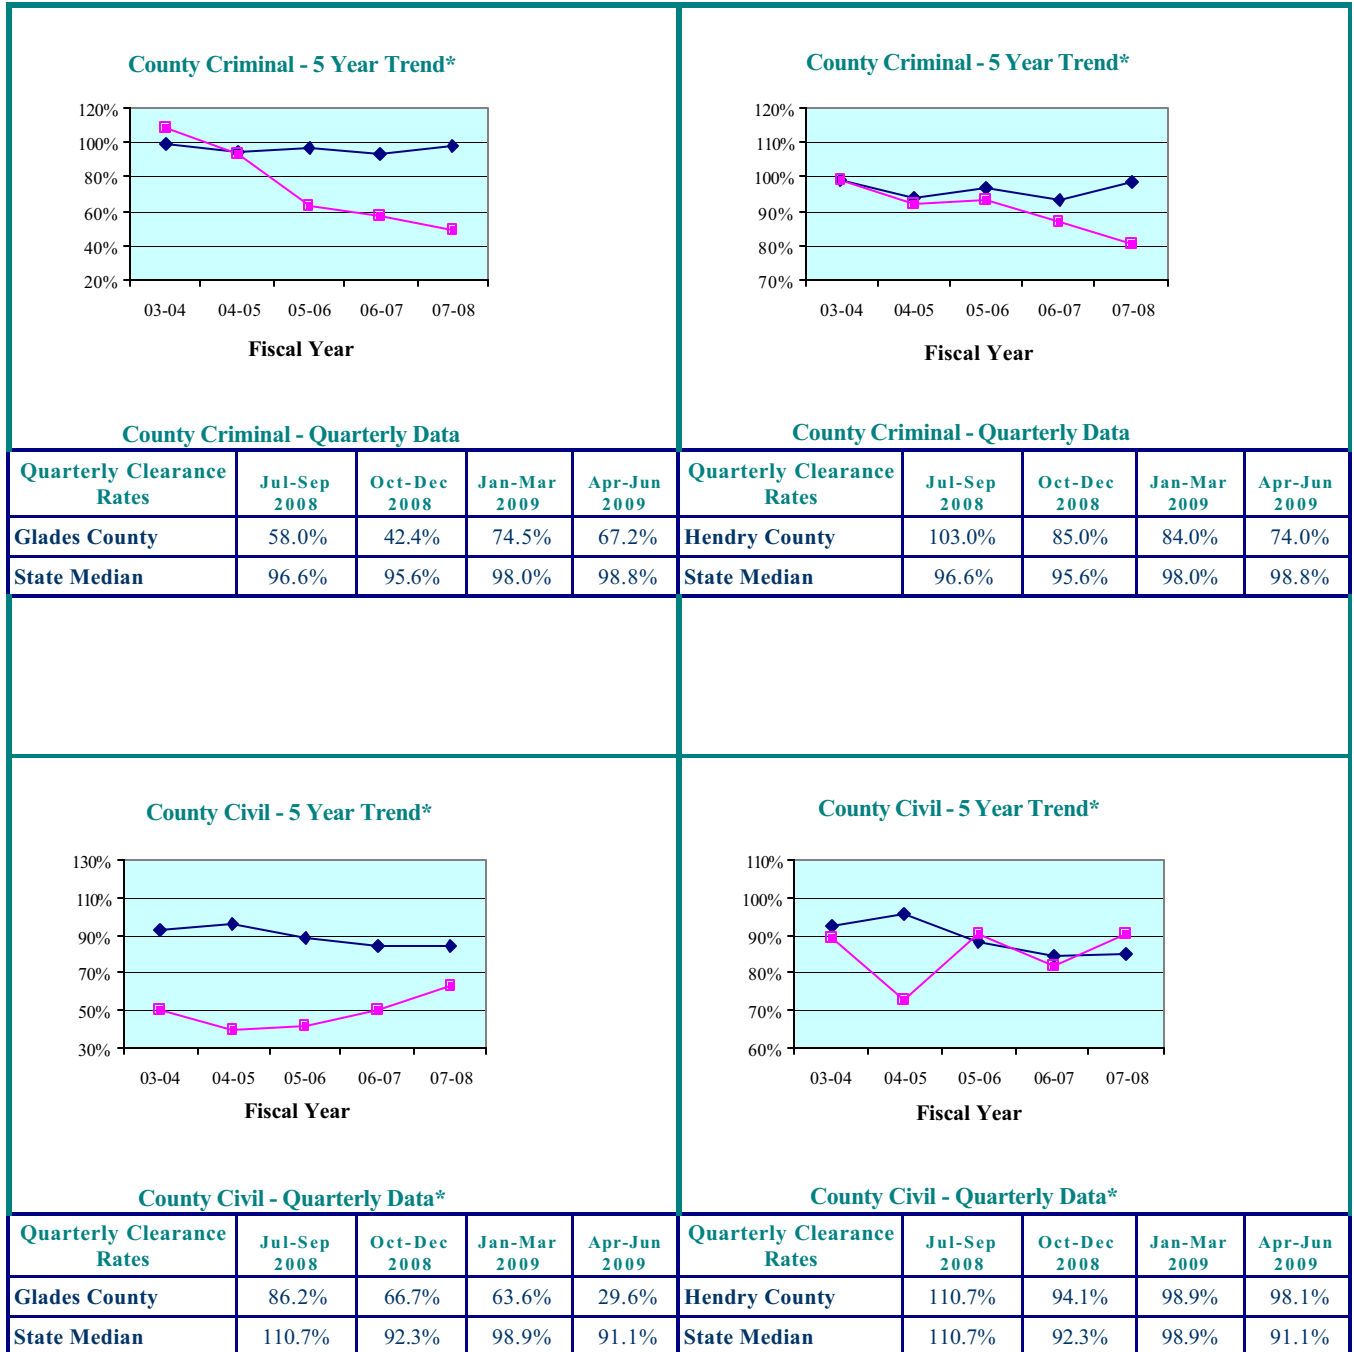 County Criminal - 5 Year Trend*
120%
100%
80%
60%
40%
20%
03-04 04-05 05-06 06-07 07-08
Fiscal Year
County Criminal - Quarterly Data
Quarterly Clearance Rates Jul-Sep 2008 Oct-Dec 2008 Jan-Mar 2009 Apr-Jun 2009
Glades County 58.0% 42.4% 74.5% 67.2%
State Median 96.6% 95.6% 98.0% 98.8%
County Criminal - 5 Year Trend*
120%
110%
100%
90%
80%
70%
03-04 04-05 05-06 06-07 07-08
Fiscal Year
County Criminal - Quarterly Data
Quarterly Clearance Rates Jul-Sep 2008 Oct-Dec 2008 Jan-Mar 2009 Apr-Jun 2009
Hendry County 103.0% 85.0% 84.0% 74.0%
State Median 96.6% 95.6% 98.0% 98.8%
County Civil - 5 Year Trend*
130%
110%
90%
70%
50%
30%
03-04 04-05 05-06 06-07 07-08
Fiscal Year
County Civil - Quarterly Data*
Quarterly Clearance Rates Jul-Sep 2008 Oct-Dec 2008 Jan-Mar 2009 Apr-Jun 2009
Glades County 86.2% 66.7% 63.6% 29.6%
State Median 110.7% 92.3% 98.9% 91.1%
County Civil - 5 Year Trend*
110%
100%
90%
80%
70%
60%
03-04 04-05 05-06 06-07 07-08
Fiscal Year
County Civil - Quarterly Data*
Quarterly Clearance Rates Jul-Sep 2008 Oct-Dec 2008 Jan-Mar 2009 Apr-Jun 2009
Hendry County 110.7% 94.1% 98.9% 98.1%
State Median 110.7% 92.3% 98.9% 91.1%